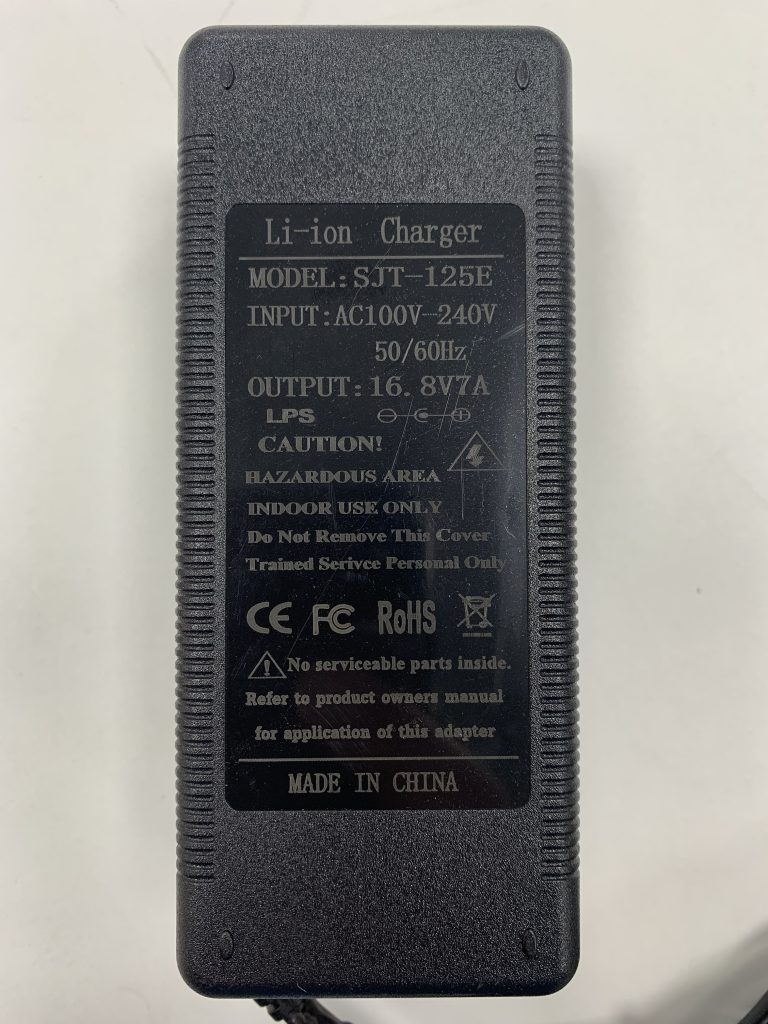 Li-ion Charger
MODEL:SJT-125E
INPUT:AC100V-240V
50/60Hz
OUTPUT:16.8V7A
LPS
CAUTION!
HAZARDOUS AREA
INDOOR USE ONLY
Do Not Remove This Cover
Trained Serivce Personal Only
CE FC RoHS
No serviceable parts inside.
Refer to product owners manual
for application of this adapter
MADE IN CHINA